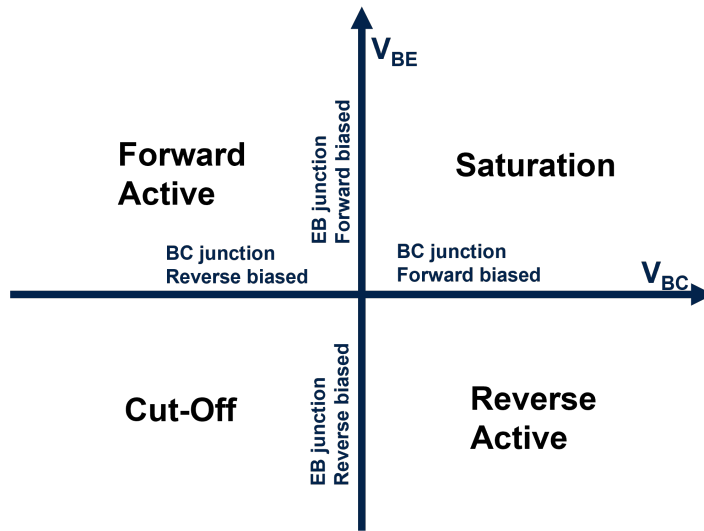 VBE
EB junction
Forward biased
Forward
Active
Saturation
BC junction
Reverse biased
BC junction
Forward biased
VBC
EB junction
Reverse biased
Cut-Off
Reverse
Active